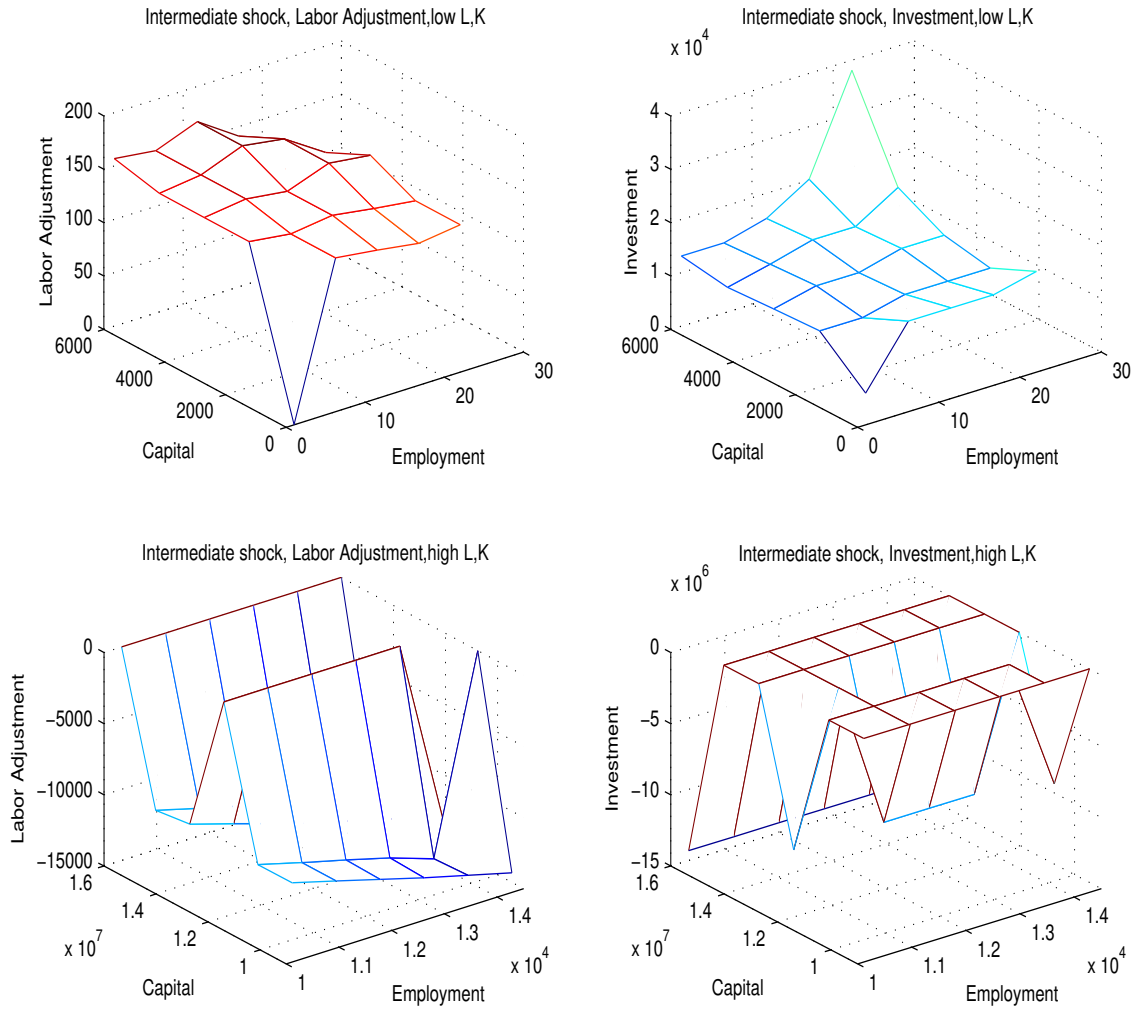 Intermediate shock, Labor Adjustment,low L,K
200
150
100
50
0
Labor Adjustment
6000
4000
2000
0
Capital
0
10
20
30
Employment
Intermediate shock, Investment,low L,K
x 10^4
4
3
2
1
0
Investment
6000
4000
2000
0
Capital
0
10
20
30
Employment
Intermediate shock, Labor Adjustment,high L,K
0
−5000
−10000
−15000
Labor Adjustment
1.6
1.4
1.2
1
x 10^7
Capital
1
1.1
1.2
1.3
1.4
x 10^4
Employment
Intermediate shock, Investment,high L,K
x 10^6
0
−5
−10
−15
Investment
1.6
1.4
1.2
1
x 10^7
Capital
1
1.1
1.2
1.3
1.4
x 10^4
Employment